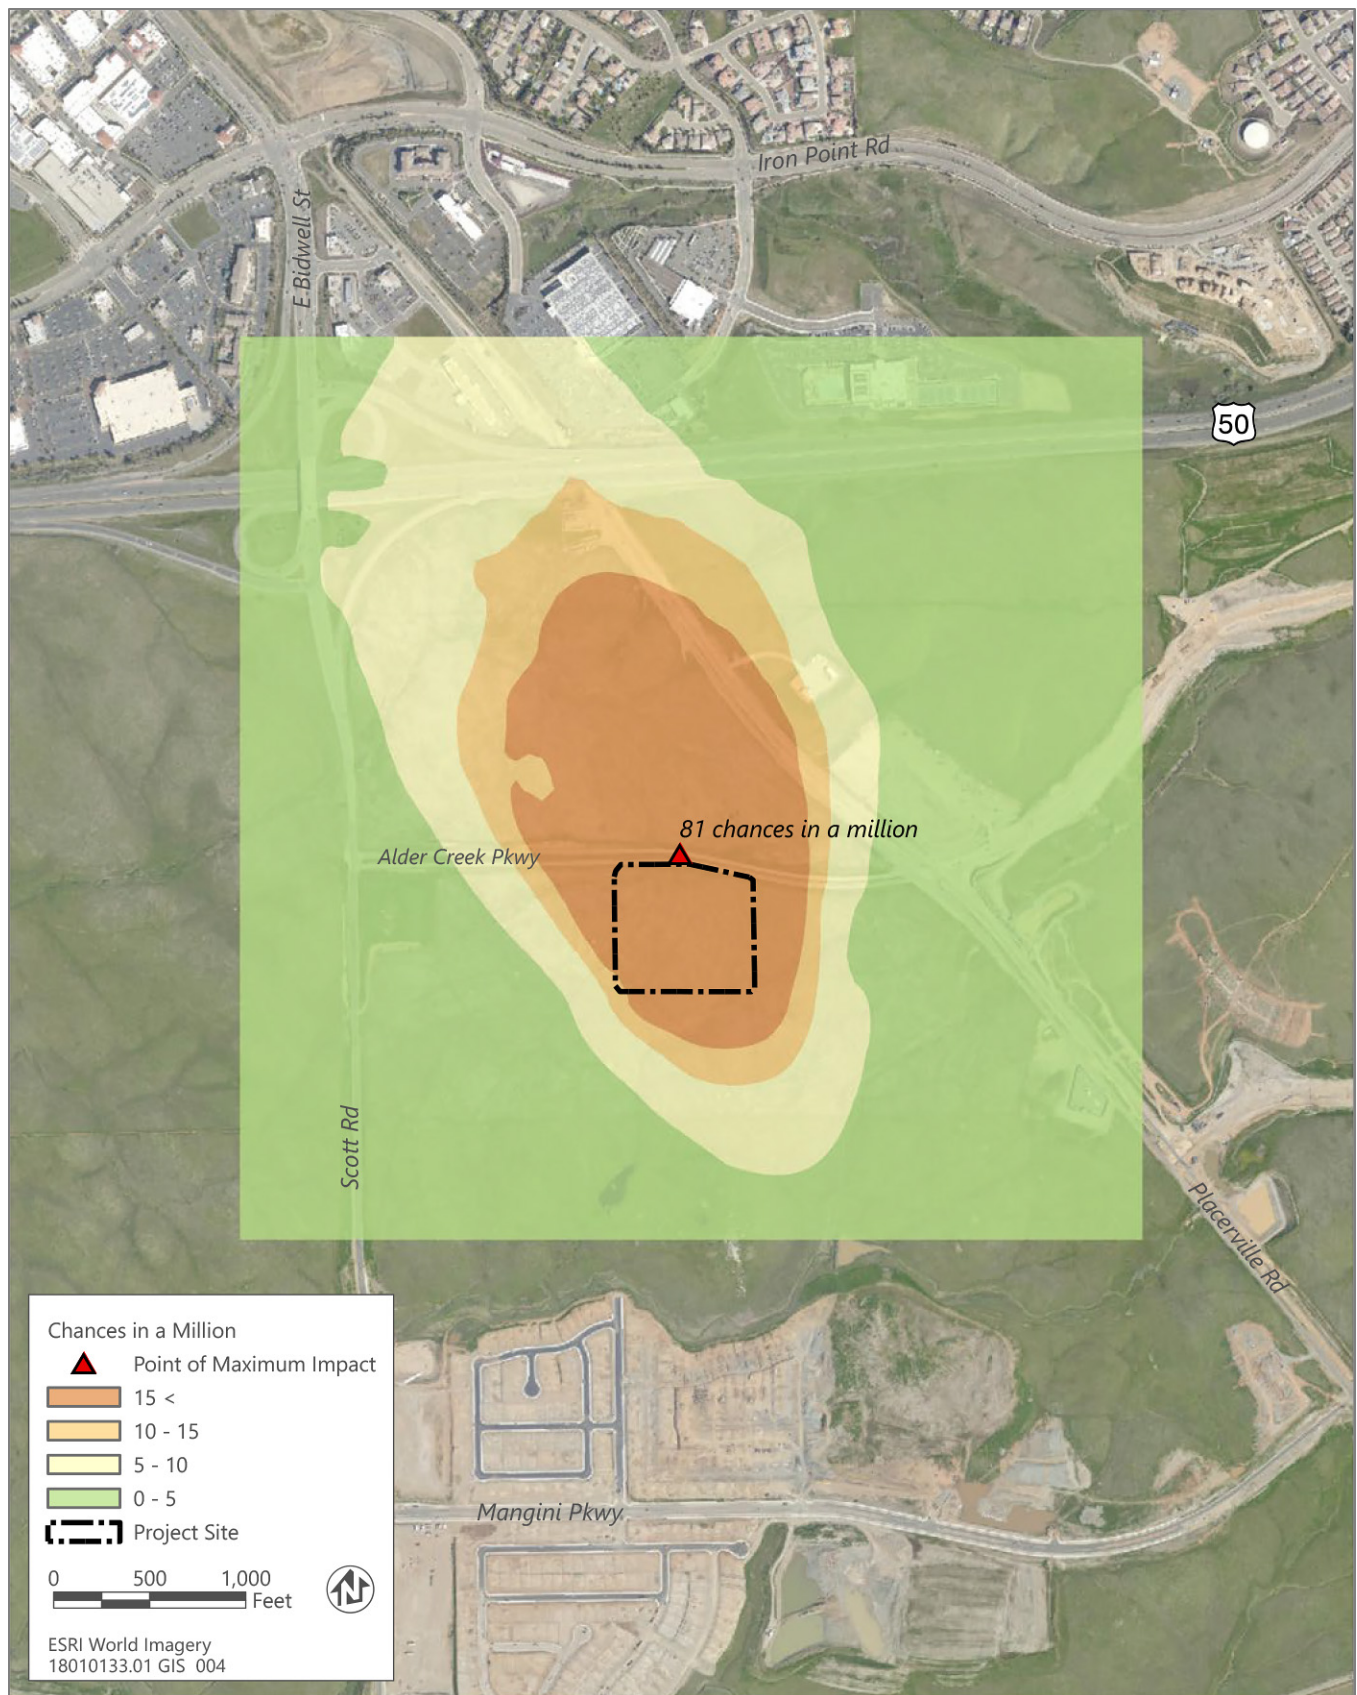 Iron Point Rd
E Bidwell St
50
81 chances in a million
Alder Creek Pkwy
Scott Rd
Placerville Rd
Mangini Pkwy
Chances in a Million
Point of Maximum Impact
15 <
10 - 15
5 - 10
0 - 5
Project Site
0 500 1,000
Feet
N
ESRI World Imagery
18010133.01 GIS 004